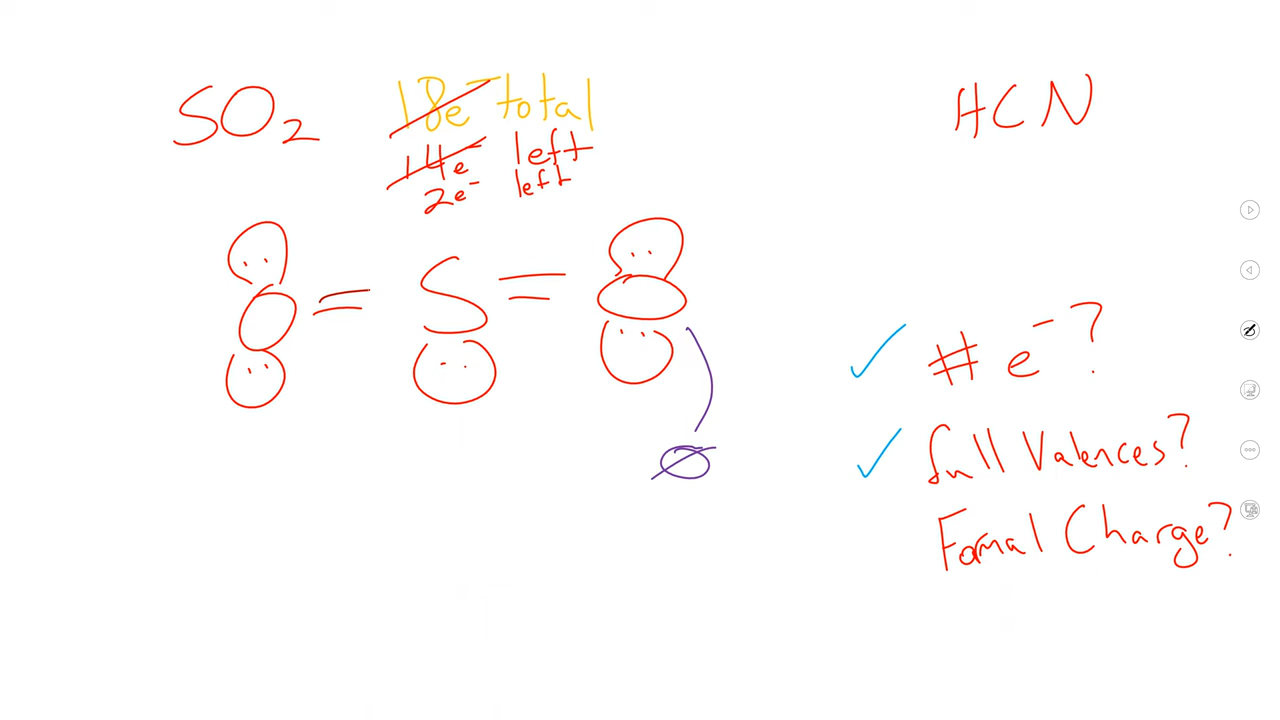 SO₂ 18e⁻ total
14e⁻ left
2e⁻ left
HCN
O = S = O
∅
# e⁻ ?
full Valences?
Formal Charge?